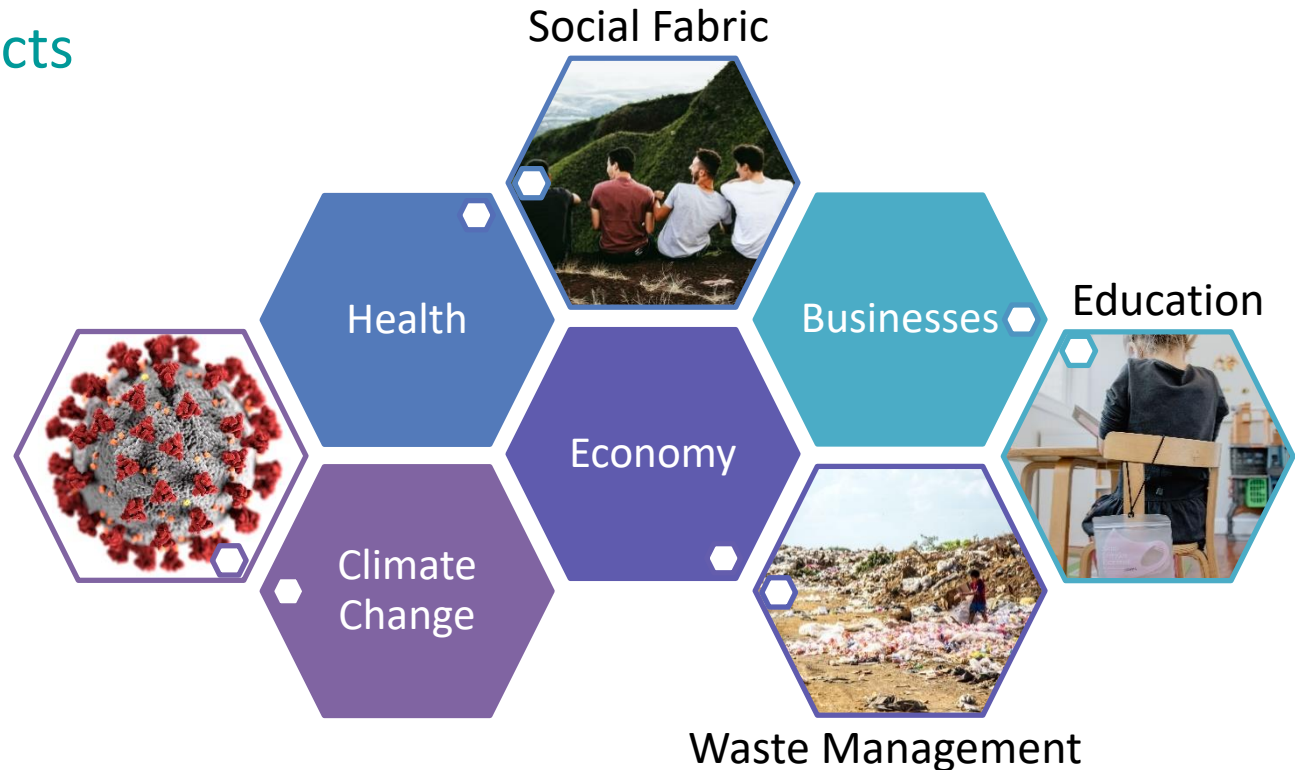 cts
Social Fabric
Health
Businesses
Education
Economy
Climate
Change
Waste Management